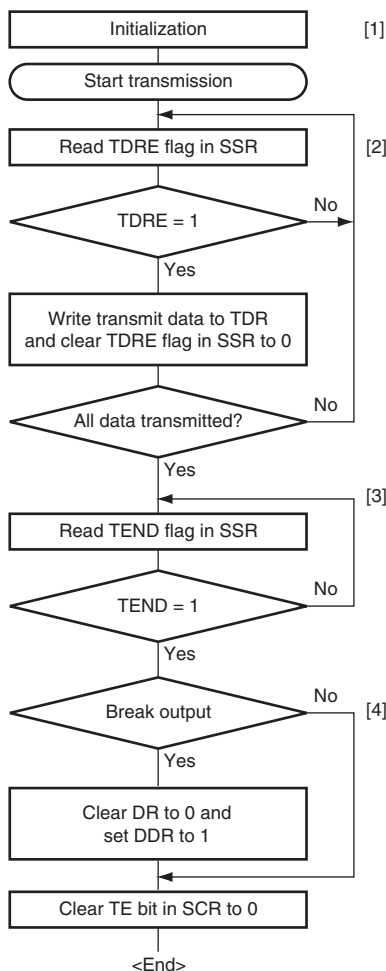 Initialization [1]
Start transmission
Read TDRE flag in SSR [2]
TDRE = 1 No
Yes
Write transmit data to TDR
and clear TDRE flag in SSR to 0
All data transmitted? No
Yes
[3]
Read TEND flag in SSR
TEND = 1 No
Yes
Break output No [4]
Yes
Clear DR to 0 and
set DDR to 1
Clear TE bit in SCR to 0
<End>